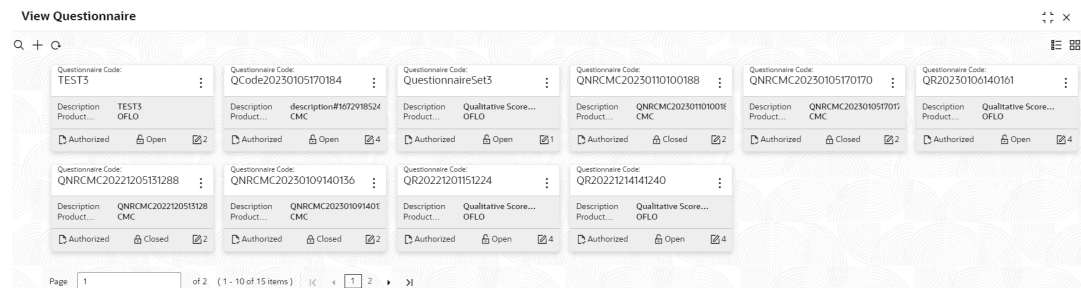 View Questionnaire
Questionnaire Code:
TEST3
Description TEST3
Product... OFLO
Authorized Open 2
Questionnaire Code:
QCode20230105170184
Description description#1672918524
Product... CMC
Authorized Open 4
Questionnaire Code:
QuestionnaireSet3
Description Qualitative Score...
Product... OFLO
Authorized Open 1
Questionnaire Code:
QNRCMC20230110100188
Description QNRCMC2023011010018
Product... CMC
Authorized Closed 2
Questionnaire Code:
QNRCMC20230105170170
Description QNRCMC2023010517017
Product... CMC
Authorized Closed 2
Questionnaire Code:
QR20230106140161
Description Qualitative Score...
Product... OFLO
Authorized Open 4
Questionnaire Code:
QNRCMC20221205131288
Description QNRCMC2022120513128
Product... CMC
Authorized Closed 2
Questionnaire Code:
QNRCMC20230109140136
Description QNRCMC202301091401
Product... CMC
Authorized Closed 2
Questionnaire Code:
QR20221201151224
Description Qualitative Score...
Product... OFLO
Authorized Open 4
Questionnaire Code:
QR20221214141240
Description Qualitative Score...
Product... OFLO
Authorized Open 4
Page 1 of 2 (1 - 10 of 15 items) 1 2